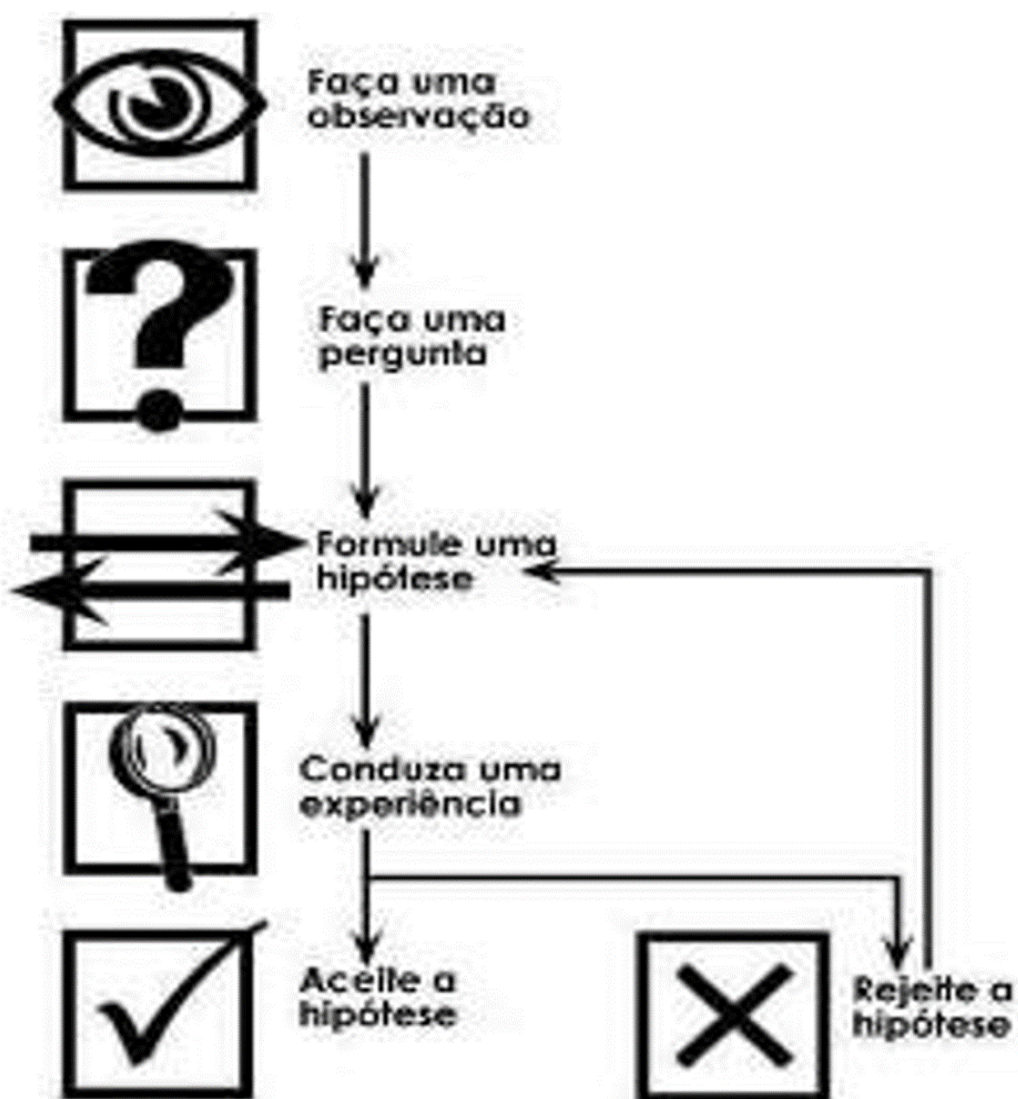 Faça uma
observação
Faça uma
pergunta
Formule uma
hipótese
Conduza uma
experiência
Aceite a
hipótese
Rejeite a
hipótese